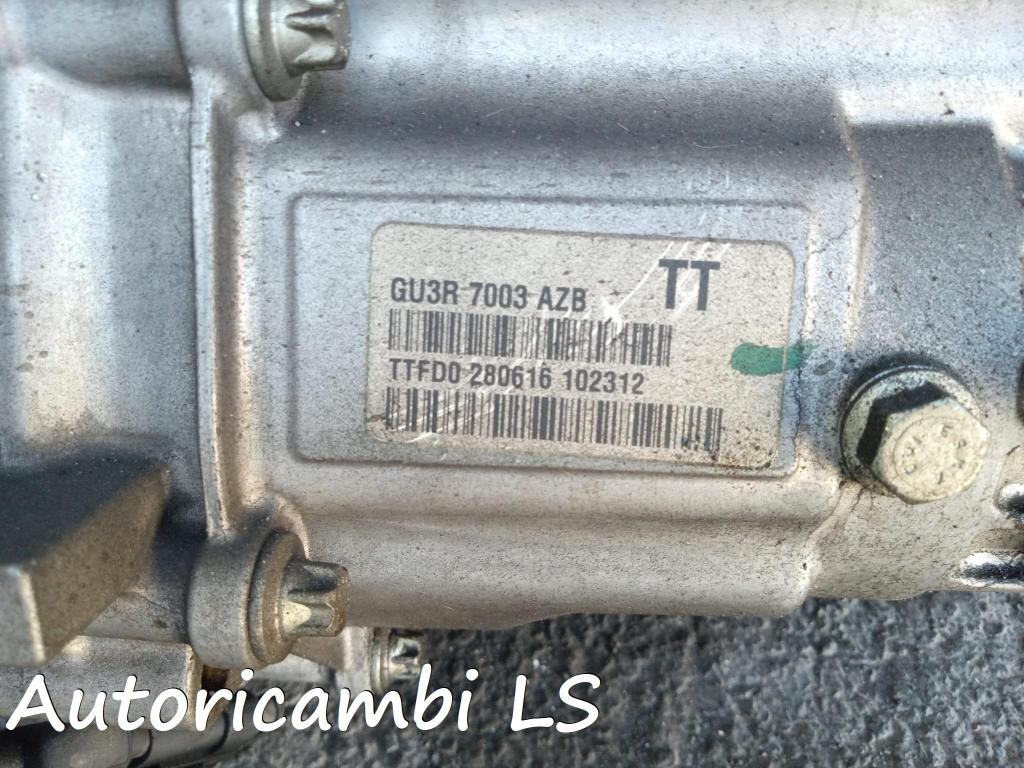 TT
GU3R 7003 AZB
TTFD0 280616 102312
Autoricambi LS